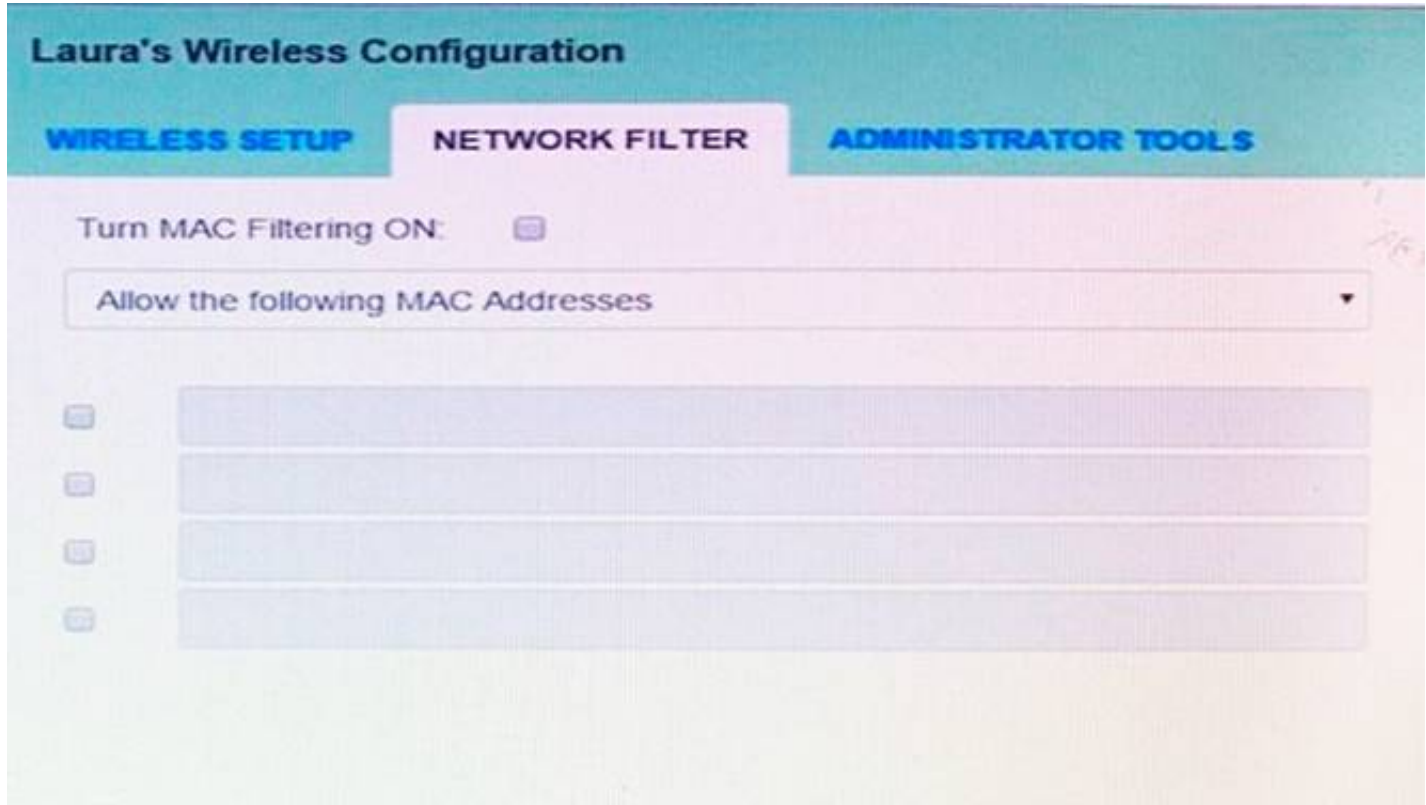 Laura's Wireless Configuration
WIRELESS SETUP NETWORK FILTER ADMINISTRATOR TOOLS
Turn MAC Filtering ON:
Allow the following MAC Addresses